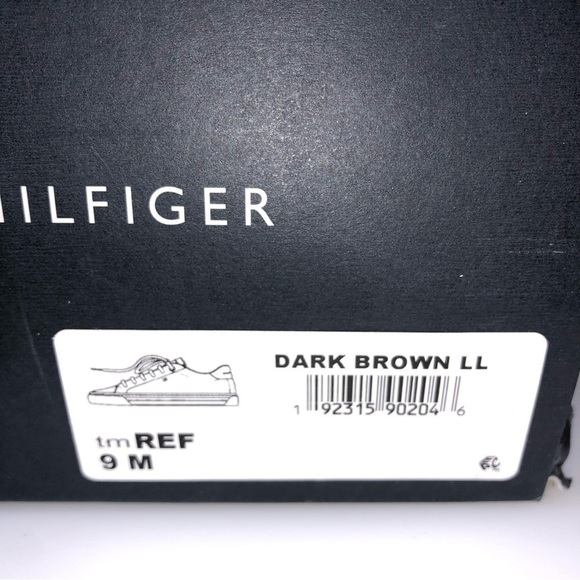 HILFIGER
DARK BROWN LL
1 92315 90204 6
tmREF
9 M